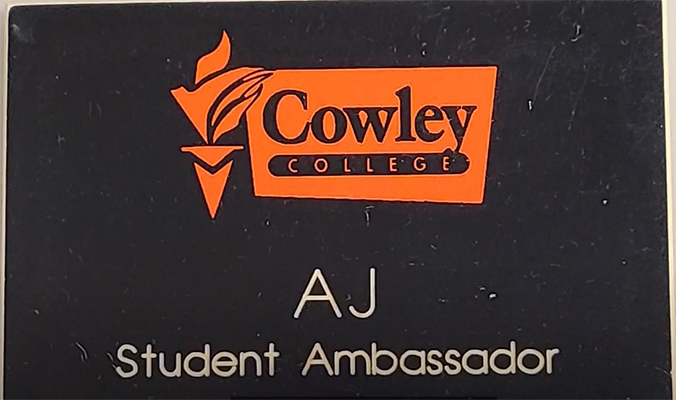 Cowley
COLLEGE
AJ
Student Ambassador